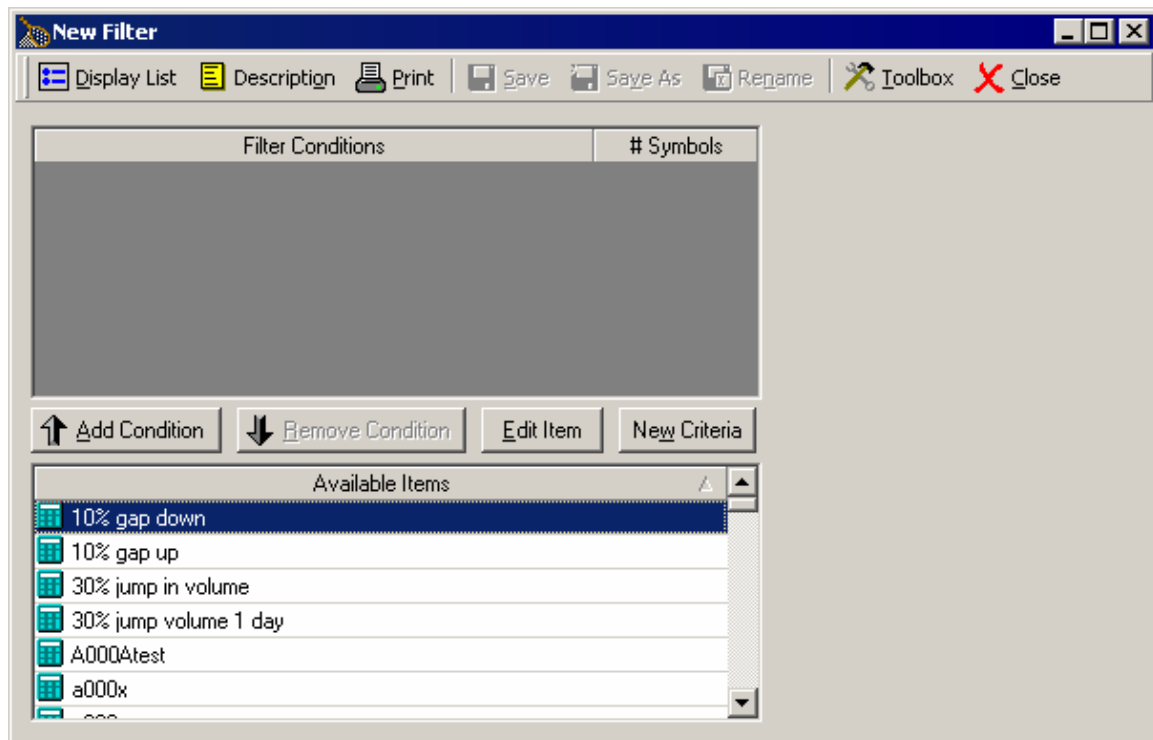 New Filter
Display List Description Print Save Save As Rename Toolbox Close
Filter Conditions # Symbols
Add Condition Remove Condition Edit Item New Criteria
Available Items
10% gap down
10% gap up
30% jump in volume
30% jump volume 1 day
A000Atest
a000x